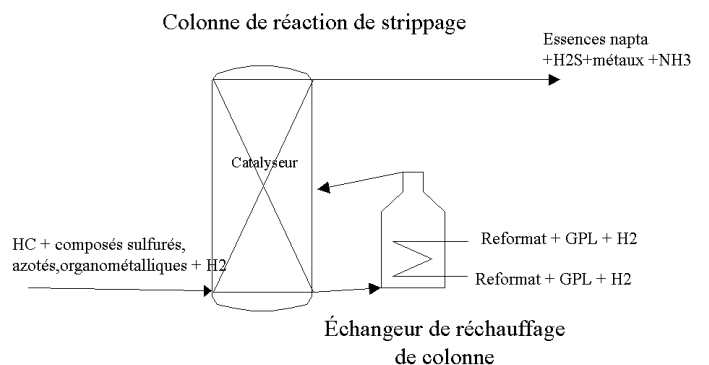 Colonne de réaction de strippage
Essences napta
+H2S+métaux +NH3
Catalyseur
HC + composés sulfurés,
azotés,organométalliques + H2
Reformat + GPL + H2
Reformat + GPL + H2
Échangeur de réchauffage
de colonne